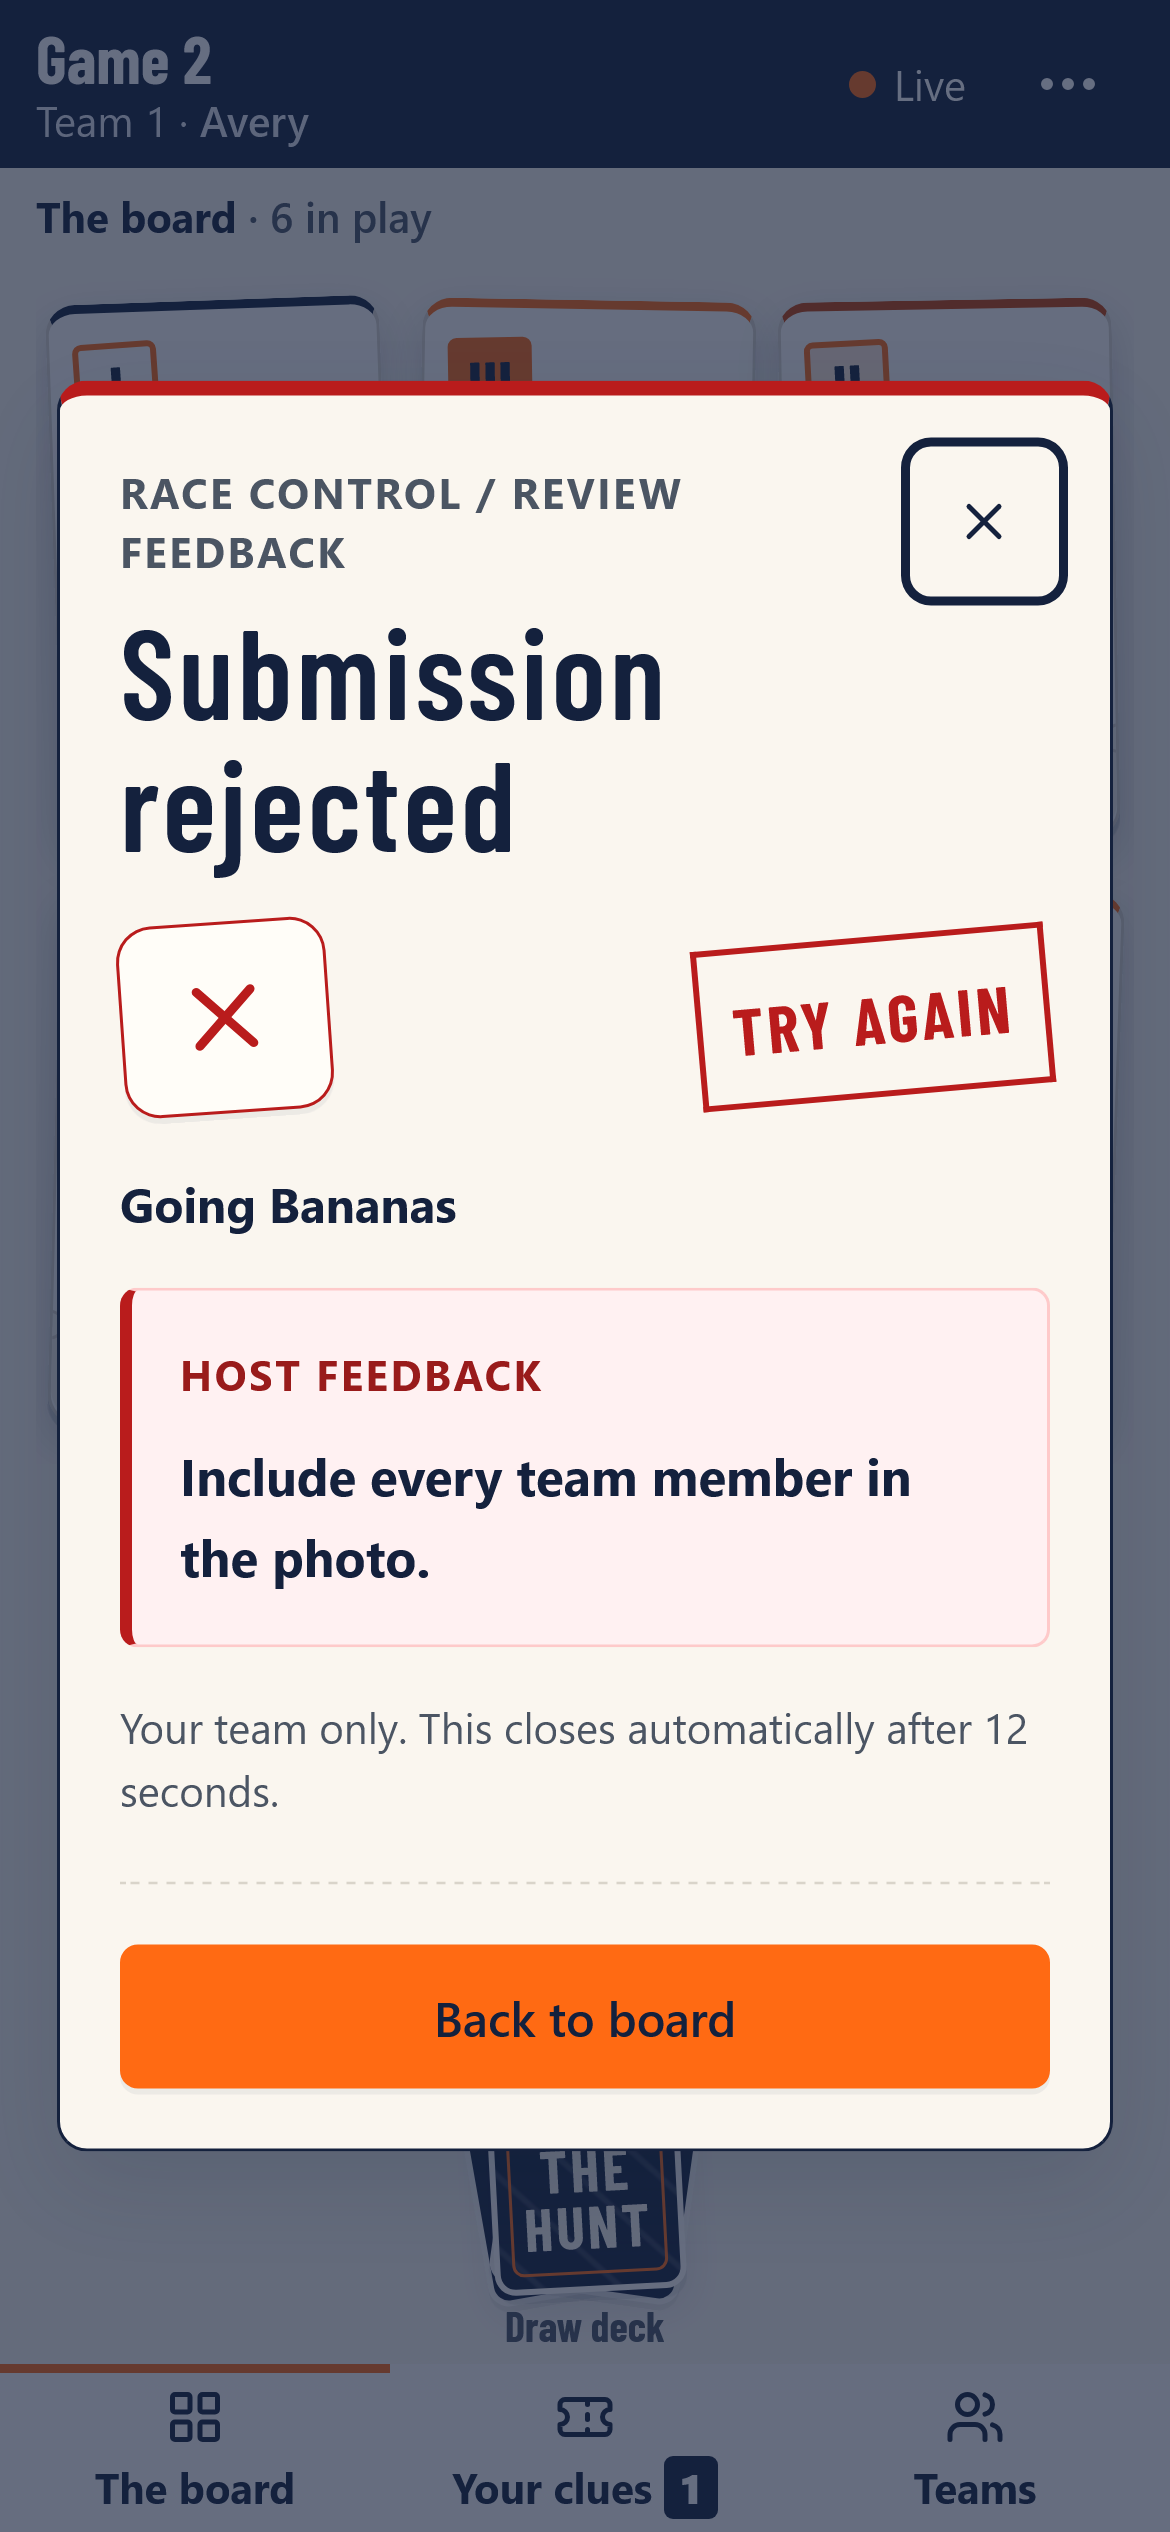 Game 2
Team 1 · Avery
Live
The board · 6 in play
I
III
II
RACE CONTROL / REVIEW
FEEDBACK
Submission
rejected
TRY AGAIN
Going Bananas
HOST FEEDBACK
Include every team member in
the photo.
Your team only. This closes automatically after 12
seconds.
Back to board
THE
HUNT
Draw deck
The board
Your clues 1
Teams